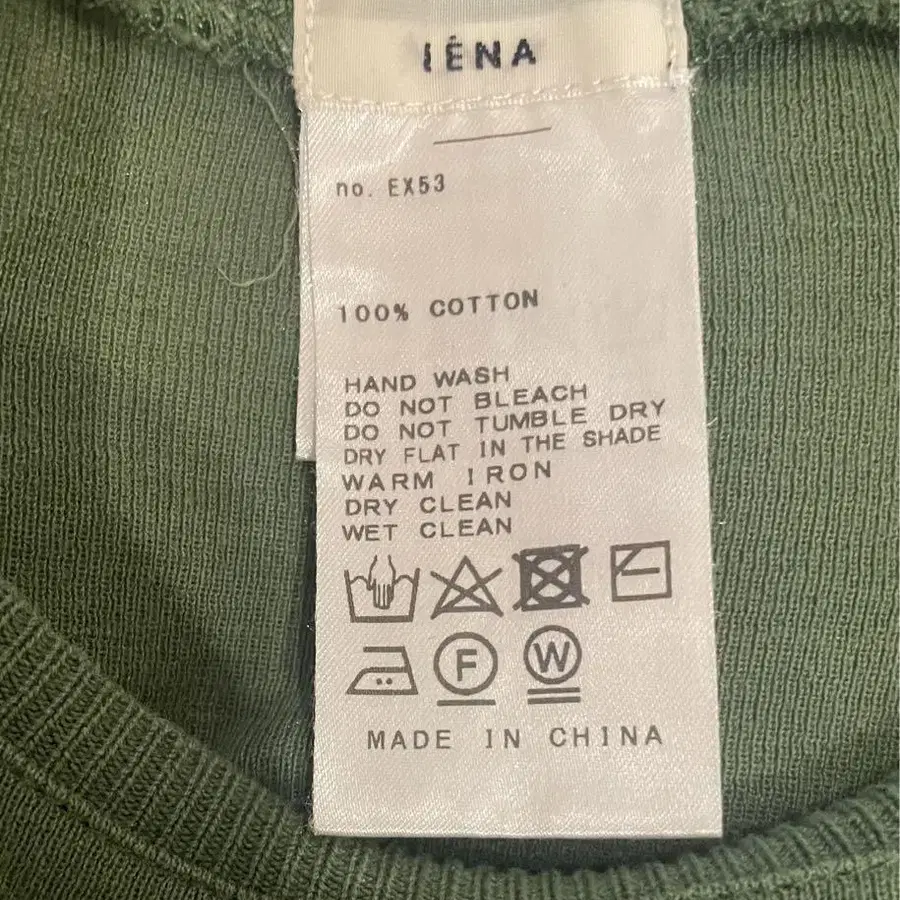 IÉNA
no. EX53
100% COTTON
HAND WASH
DO NOT BLEACH
DO NOT TUMBLE DRY
DRY FLAT IN THE SHADE
WARM IRON
DRY CLEAN
WET CLEAN
F W
MADE IN CHINA